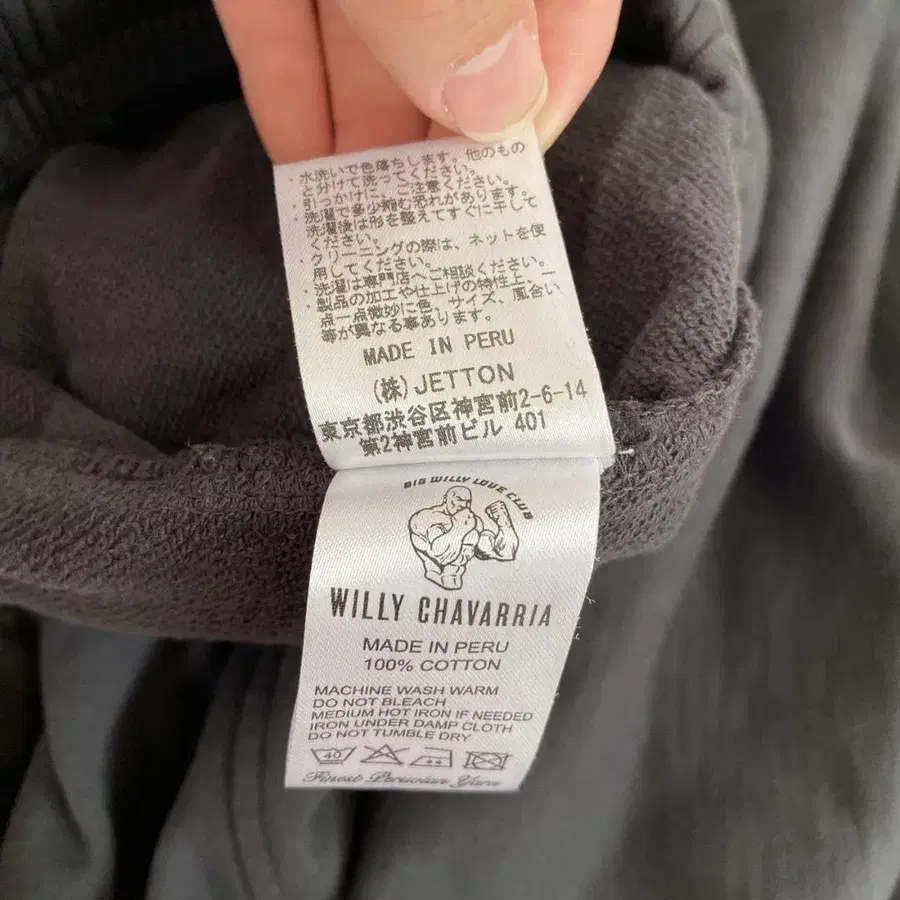 ・水洗いで色落ちします。他のもの
と分けて洗ってください。
・引っかけに、ご注意ください。
・洗濯で多少縮む恐れがあります。
洗濯後は形を整えてすぐに干して
ください。
・クリーニングの際は、ネットを使
用してください。
・洗濯は専門店へご相談ください。
・製品の加工や仕上げの特性上、一
点一点微妙に色、サイズ、風合い
等が異なる事あります。
MADE IN PERU
(株)JETTON
東京都渋谷区神宮前2-6-14
第2神宮前ビル 401
BIG WILLY LOVE CLUB
WILLY CHAVARRIA
MADE IN PERU
100% COTTON
MACHINE WASH WARM
DO NOT BLEACH
MEDIUM HOT IRON IF NEEDED
IRON UNDER DAMP CLOTH
DO NOT TUMBLE DRY
40
Finest Peruvian Yarn